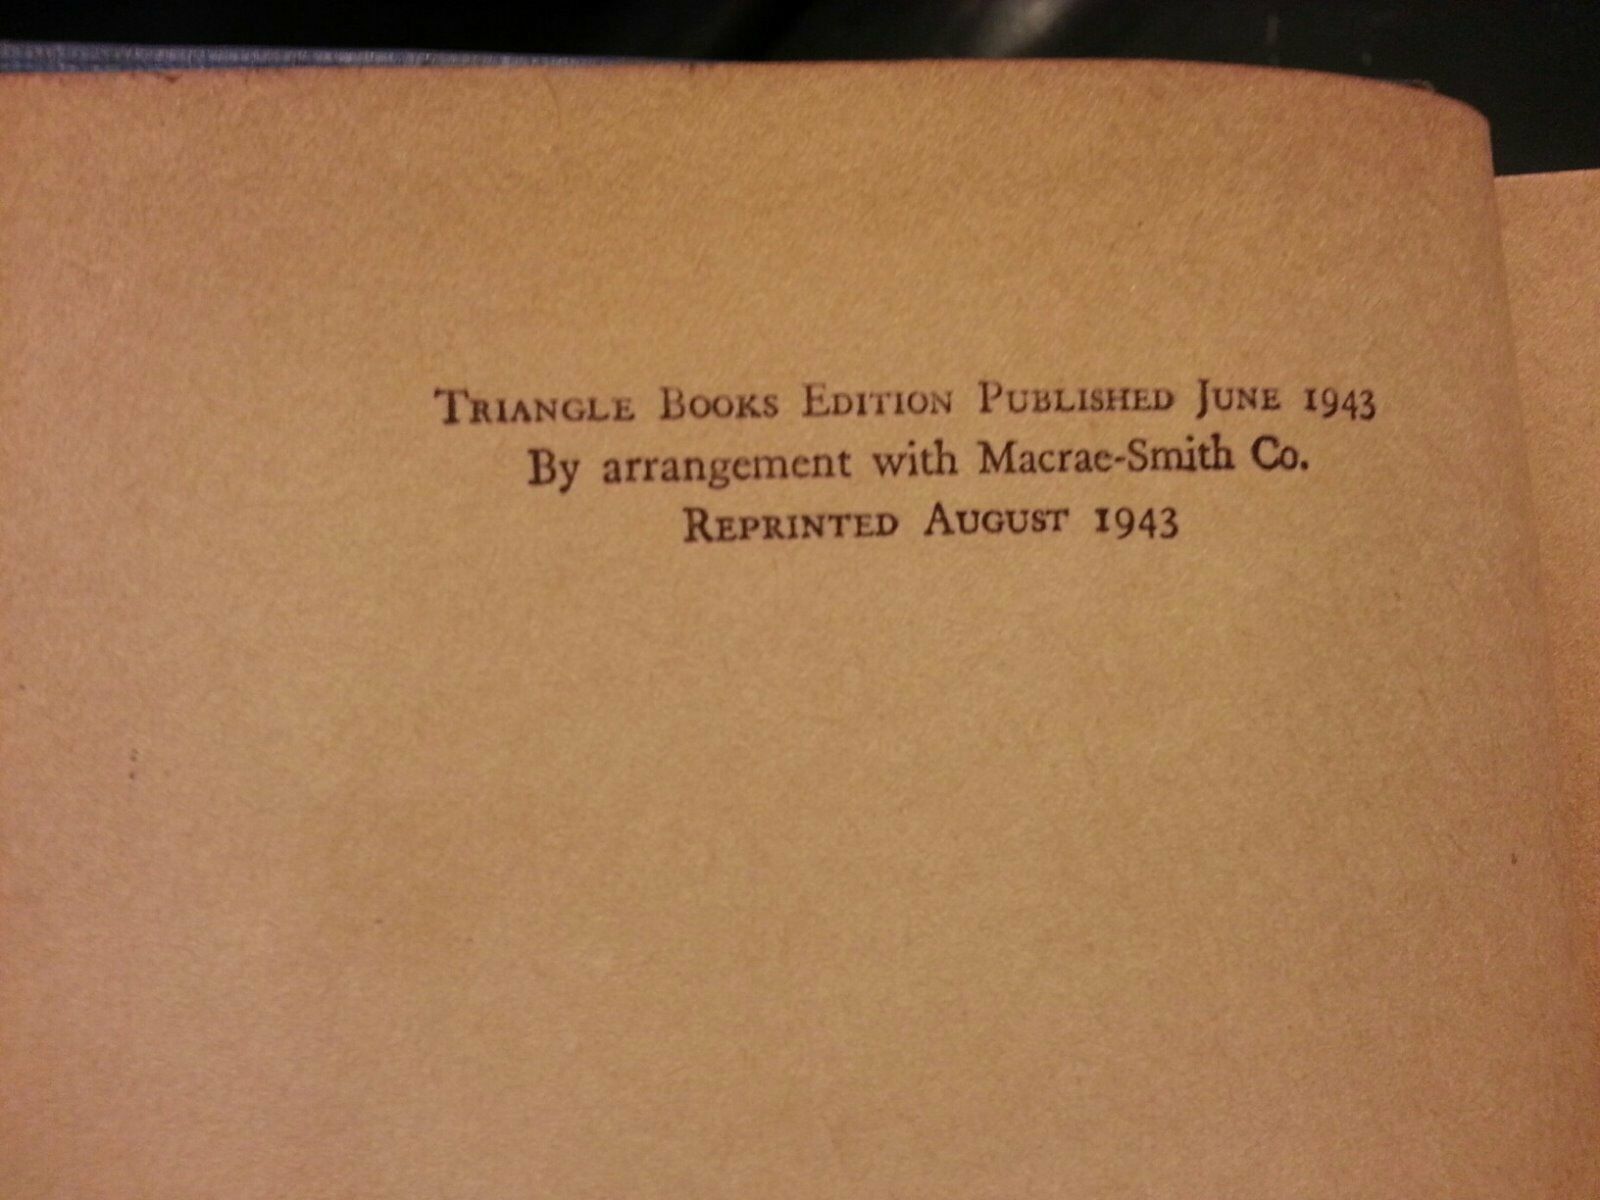 TRIANGLE BOOKS EDITION PUBLISHED JUNE 1943
By arrangement with Macrae-Smith Co.
REPRINTED AUGUST 1943